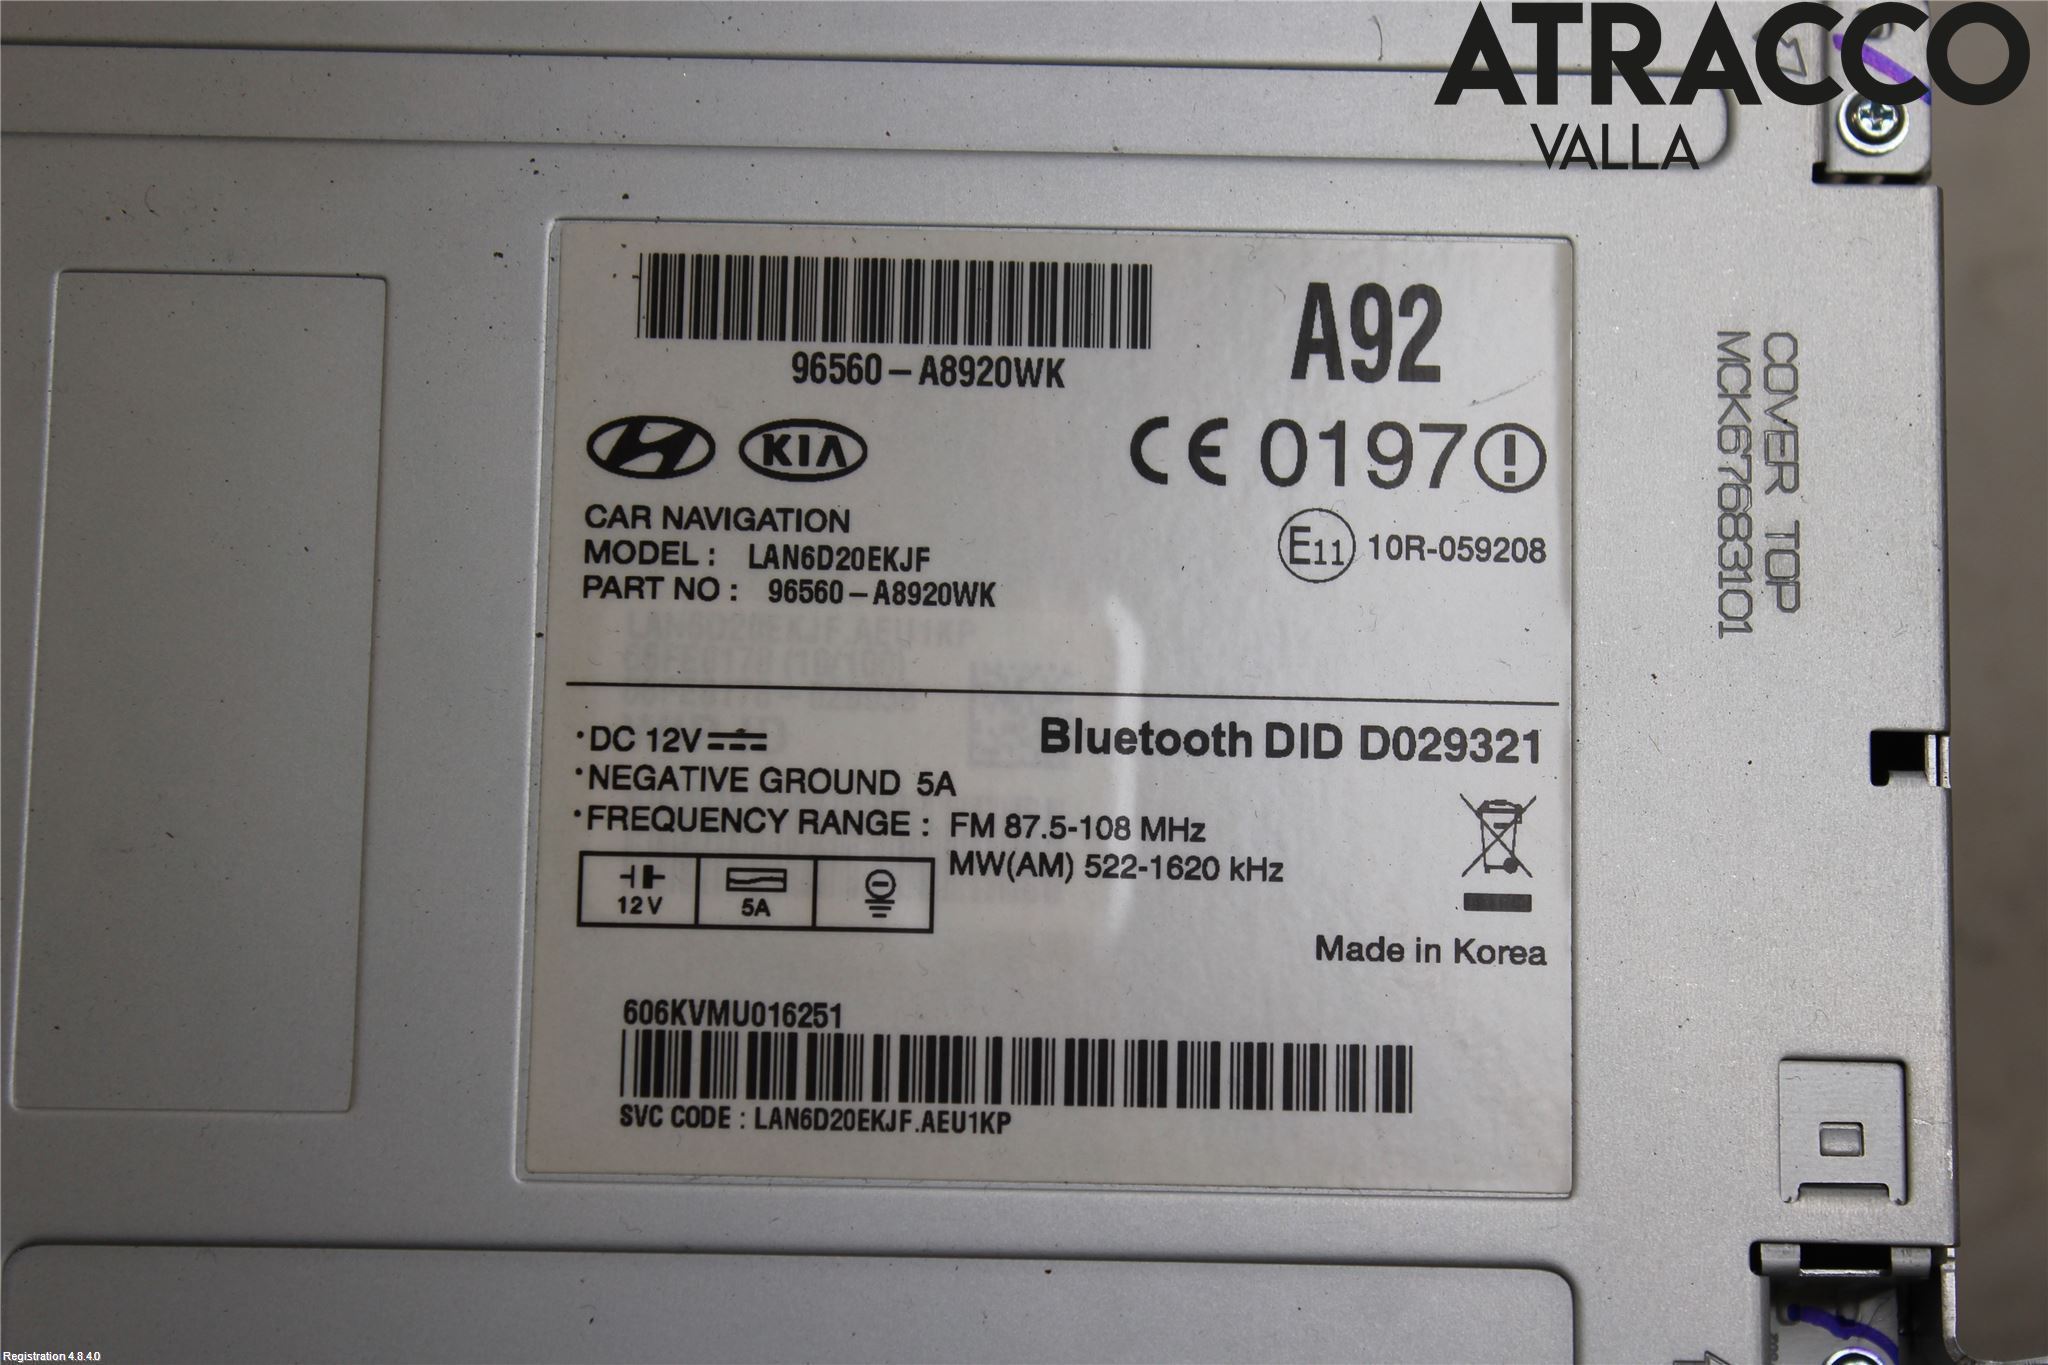 ATRACCO
VALLA
96560-A8920WK
A92
KIA
CE 0197
CAR NAVIGATION
MODEL : LAN6D20EKJF
PART NO : 96560-A8920WK
E11 10R-059208
COVER TOP
MCK67683101
DC 12V
Bluetooth DID D029321
NEGATIVE GROUND 5A
FREQUENCY RANGE : FM 87.5-108 MHz
MW(AM) 522-1620 kHz
12V
5A
Made in Korea
606KVMU016251
SVC CODE : LAN6D20EKJF.AEU1KP
Registration 4.8.4.0